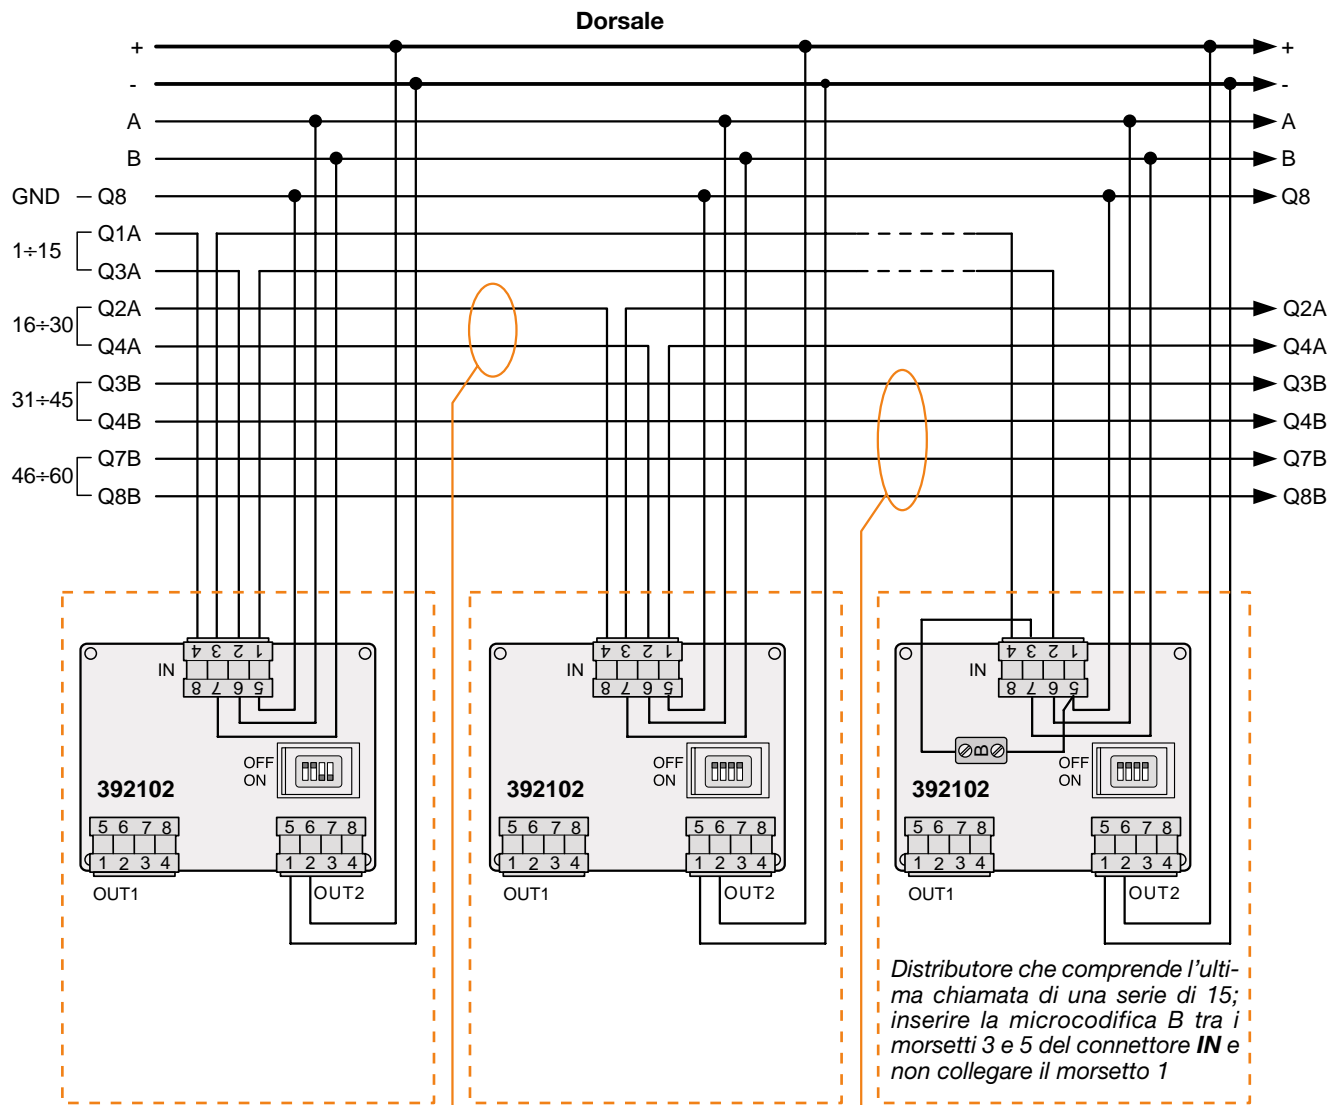 Dorsale
+ +
- -
A A
B B
GND Q8 Q8
1÷15 Q1A
Q3A
16÷30 Q2A Q2A
Q4A Q4A
31÷45 Q3B Q3B
Q4B Q4B
46÷60 Q7B Q7B
Q8B Q8B
4 3 2 1
IN
8 7 6 5
OFF
ON
392102
5 6 7 8
1 2 3 4
OUT1
5 6 7 8
1 2 3 4
OUT2
4 3 2 1
IN
8 7 6 5
OFF
ON
392102
5 6 7 8
1 2 3 4
OUT1
5 6 7 8
1 2 3 4
OUT2
4 3 2 1
IN
8 7 6 5
B
OFF
ON
392102
5 6 7 8
1 2 3 4
OUT1
5 6 7 8
1 2 3 4
OUT2
Distributore che comprende l’ulti-
ma chiamata di una serie di 15;
inserire la microcodifica B tra i
morsetti 3 e 5 del connettore IN e
non collegare il morsetto 1